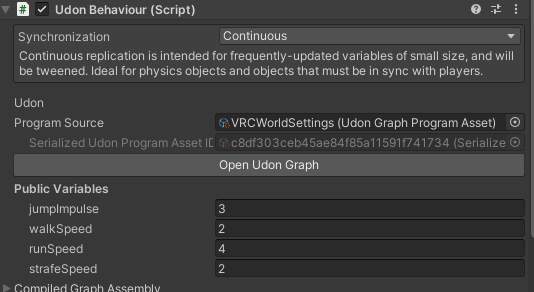 Udon Behaviour (Script)
Synchronization Continuous
Continuous replication is intended for frequently-updated variables of small size, and will
be tweened. Ideal for physics objects and objects that must be in sync with players.
Udon
Program Source VRCWorldSettings (Udon Graph Program Asset)
Serialized Udon Program Asset ID c8df303ceb45ae84f85a11591f741734 (Serialize
Open Udon Graph
Public Variables
jumpImpulse 3
walkSpeed 2
runSpeed 4
strafeSpeed 2
Compiled Graph Assembly